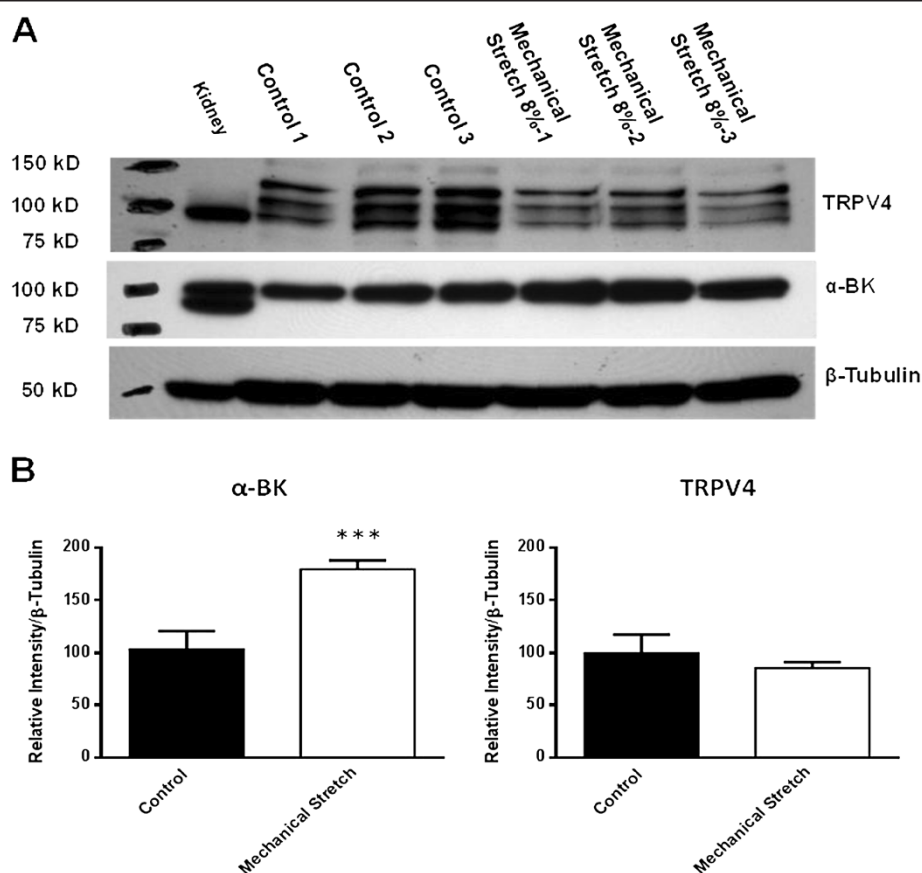 A
Kidney
Control 1
Control 2
Control 3
Mechanical
Stretch 8%-1
Mechanical
Stretch 8%-2
Mechanical
Stretch 8%-3
150 kD
100 kD
75 kD
TRPV4
100 kD
75 kD
α-BK
50 kD
β-Tubulin
B
α-BK
***
Relative Intensity/β-Tubulin
200
150
100
50
0
Control
Mechanical Stretch
TRPV4
Relative Intensity/β-Tubulin
200
150
100
50
0
Control
Mechanical Stretch